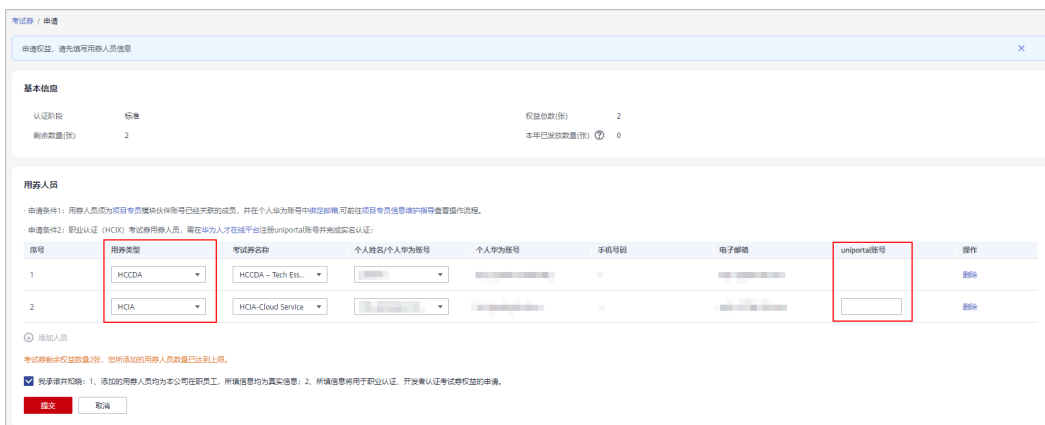 考试券 / 申请
申请权益，请先填写用券人员信息
基本信息
认证阶段 标准 权益总数(张) 2
剩余数量(张) 2 本年已发放数量(张) 0
用券人员
· 申请条件1：用券人员须为项目专员模块伙伴账号已经关联的成员，并在个人华为账号中绑定邮箱,可前往项目专员信息维护指导查看操作流程。
· 申请条件2：职业认证（HCIX）考试券用券人员，需在华为人才在线平台注册uniportal账号并完成实名认证；
序号 用券类型 考试券名称 个人姓名/个人华为账号 个人华为账号 手机号码 电子邮箱 uniportal账号 操作
1 HCCDA HCCDA – Tech Ess... 删除
2 HCIA HCIA-Cloud Service 删除
添加人员
考试券剩余权益数量2张，您所添加的用券人员数量已达到上限。
我承诺并知晓：1、添加的用券人员均为本公司在职员工，所填信息均为真实信息；2、所填信息将用于职业认证、开发者认证考试券权益的申请。
提交 取消